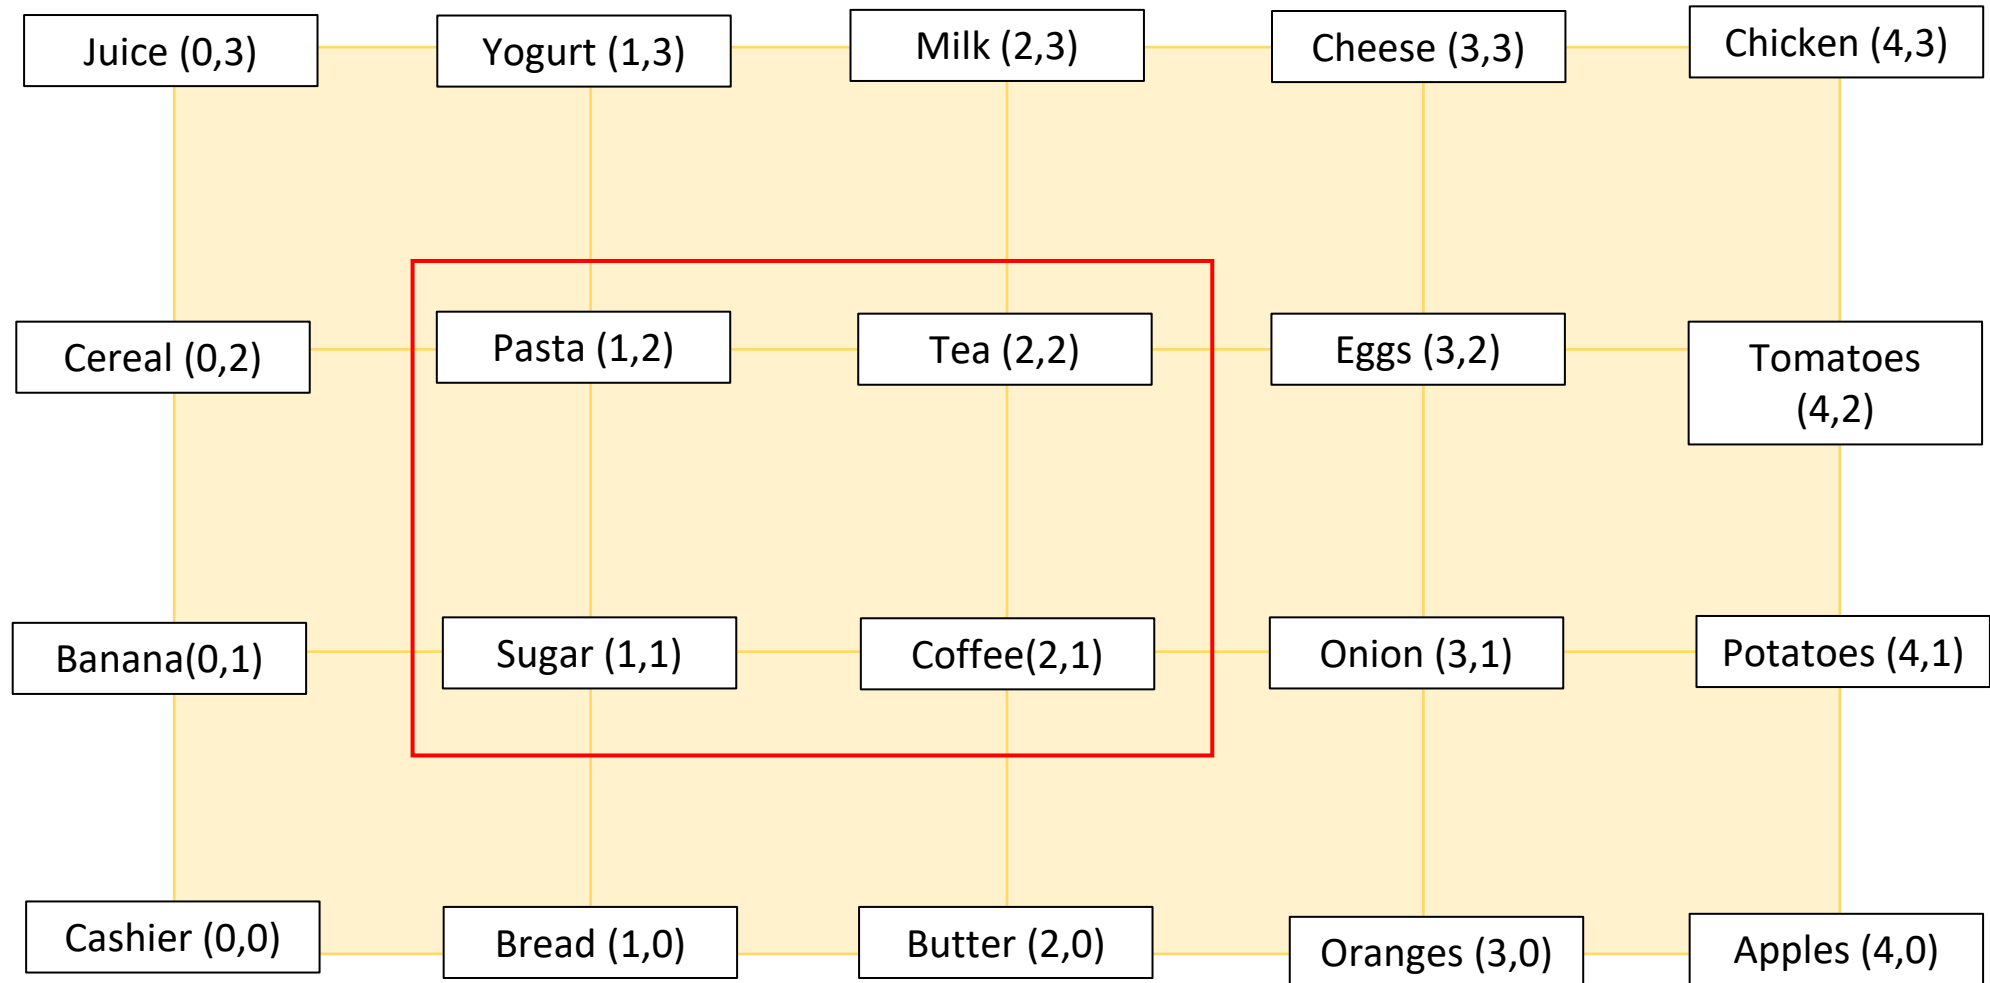 Juice (0,3)
Yogurt (1,3)
Milk (2,3)
Cheese (3,3)
Chicken (4,3)
Cereal (0,2)
Pasta (1,2)
Tea (2,2)
Eggs (3,2)
Tomatoes
(4,2)
Banana(0,1)
Sugar (1,1)
Coffee(2,1)
Onion (3,1)
Potatoes (4,1)
Cashier (0,0)
Bread (1,0)
Butter (2,0)
Oranges (3,0)
Apples (4,0)